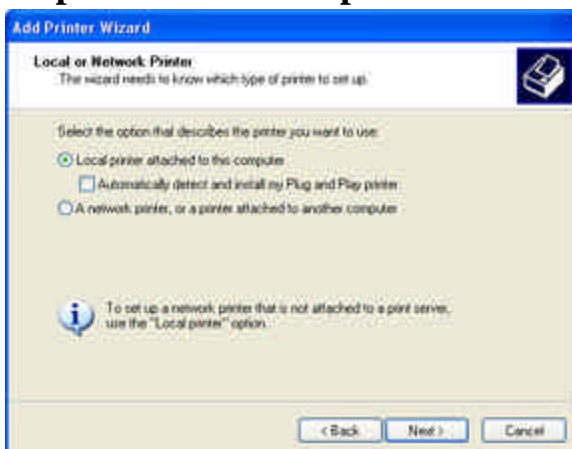 Add Printer Wizard
Local or Network Printer
The wizard needs to know which type of printer to set up.
Select the option that describes the printer you want to use:
Local printer attached to this computer
Automatically detect and install my Plug and Play printer
A network printer, or a printer attached to another computer
To set up a network printer that is not attached to a print server,
use the "Local printer" option.
< Back
Next >
Cancel